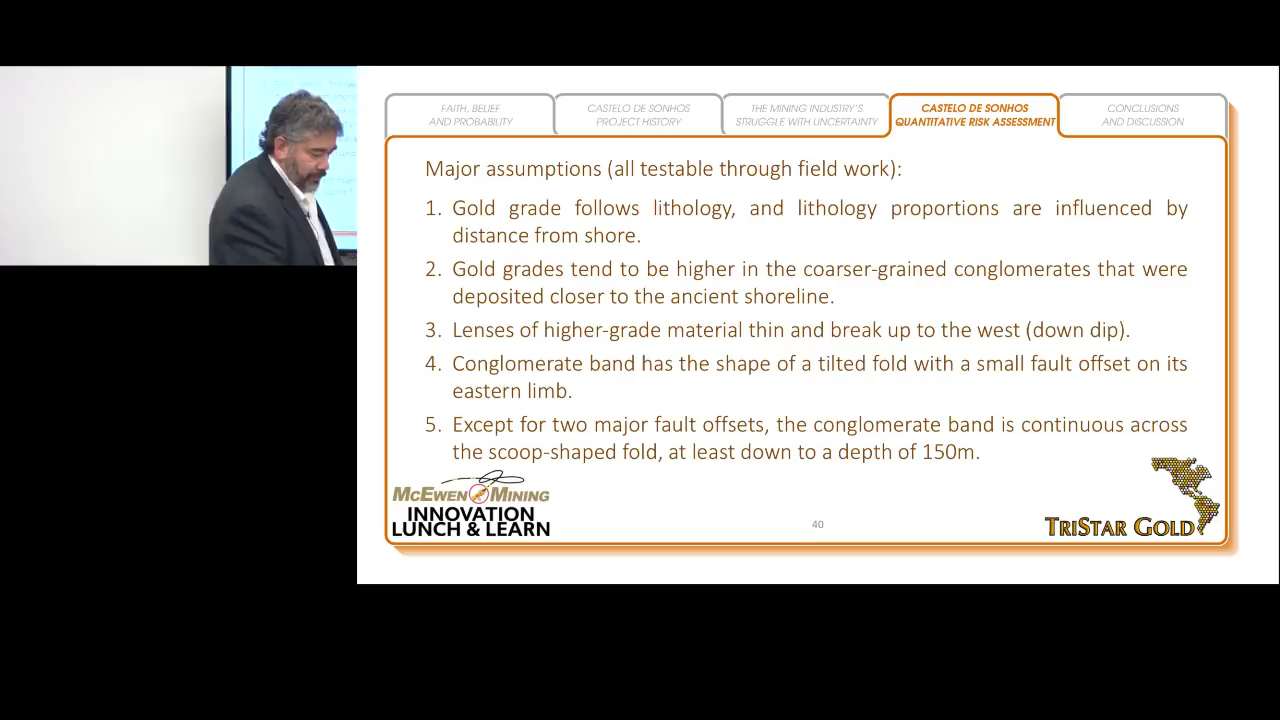 FAITH, BELIEF
AND PROBABILITY
CASTELO DE SONHOS
PROJECT HISTORY
THE MINING INDUSTRY'S
STRUGGLE WITH UNCERTAINTY
CASTELO DE SONHOS
QUANTITATIVE RISK ASSESSMENT
CONCLUSIONS
AND DISCUSSION
Major assumptions (all testable through field work):
1. Gold grade follows lithology, and lithology proportions are influenced by
distance from shore.
2. Gold grades tend to be higher in the coarser-grained conglomerates that were
deposited closer to the ancient shoreline.
3. Lenses of higher-grade material thin and break up to the west (down dip).
4. Conglomerate band has the shape of a tilted fold with a small fault offset on its
eastern limb.
5. Except for two major fault offsets, the conglomerate band is continuous across
the scoop-shaped fold, at least down to a depth of 150m.
McEWEN MINING
INNOVATION
LUNCH & LEARN
40
TRISTAR GOLD